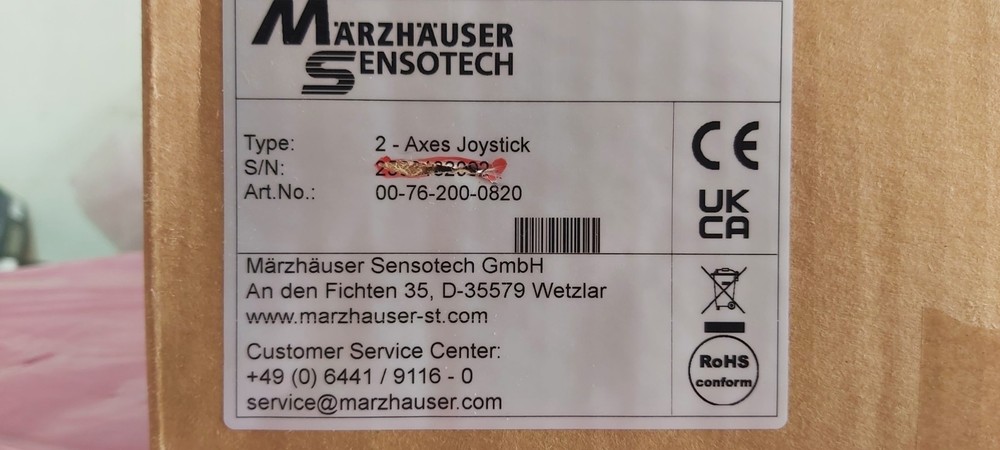 MÄRZHÄUSER
SENSOTECH
Type: 2 - Axes Joystick
S/N:
Art.No.: 00-76-200-0820
CE
UK
CA
Märzhäuser Sensotech GmbH
An den Fichten 35, D-35579 Wetzlar
www.marzhauser-st.com
Customer Service Center:
+49 (0) 6441 / 9116 - 0
service@marzhauser.com
RoHS
conform